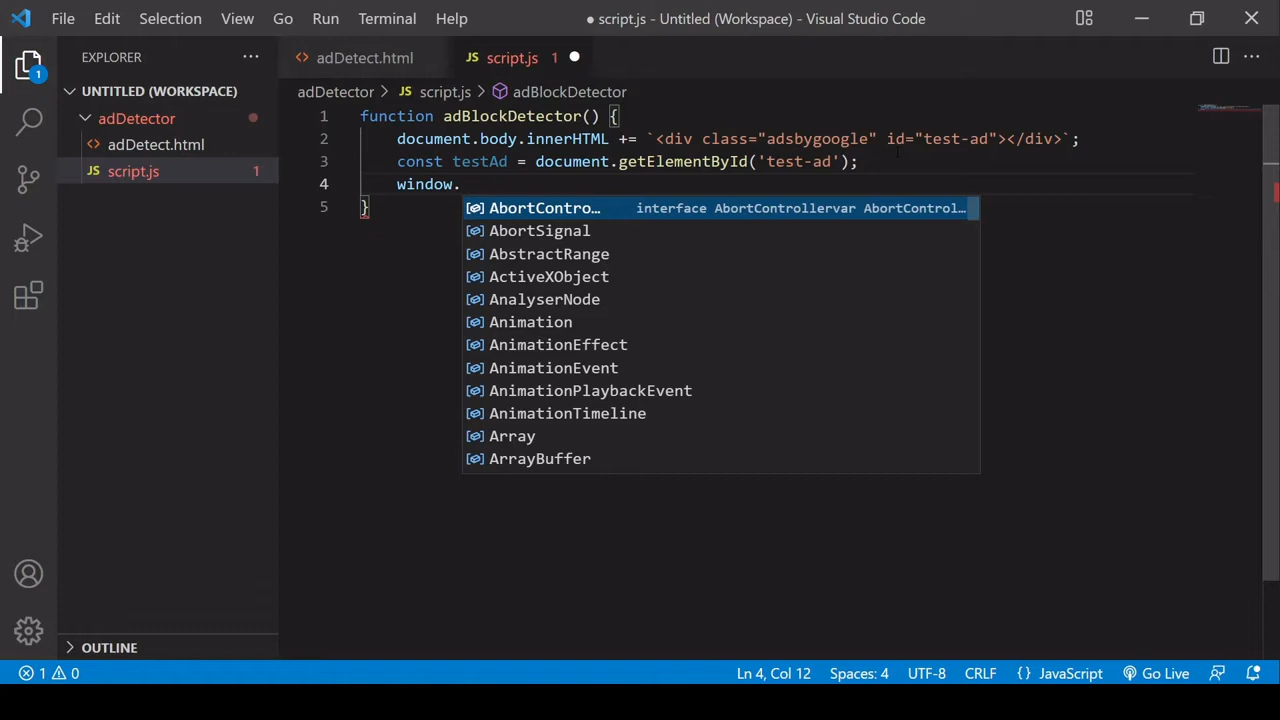 File Edit Selection View Go Run Terminal Help ● script.js - Untitled (Workspace) - Visual Studio Code
EXPLORER ···
adDetect.html
JS script.js 1
1
UNTITLED (WORKSPACE)
adDetector > JS script.js > adBlockDetector
adDetector
adDetect.html
JS script.js 1
1 function adBlockDetector() {
2 document.body.innerHTML += `<div class="adsbygoogle" id="test-ad"></div>`;
3 const testAd = document.getElementById('test-ad');
4 window.
5 }
AbortContro… interface AbortControllervar AbortControl…
AbortSignal
AbstractRange
ActiveXObject
AnalyserNode
Animation
AnimationEffect
AnimationEvent
AnimationPlaybackEvent
AnimationTimeline
Array
ArrayBuffer
OUTLINE
1 0 Ln 4, Col 12 Spaces: 4 UTF-8 CRLF {} JavaScript Go Live